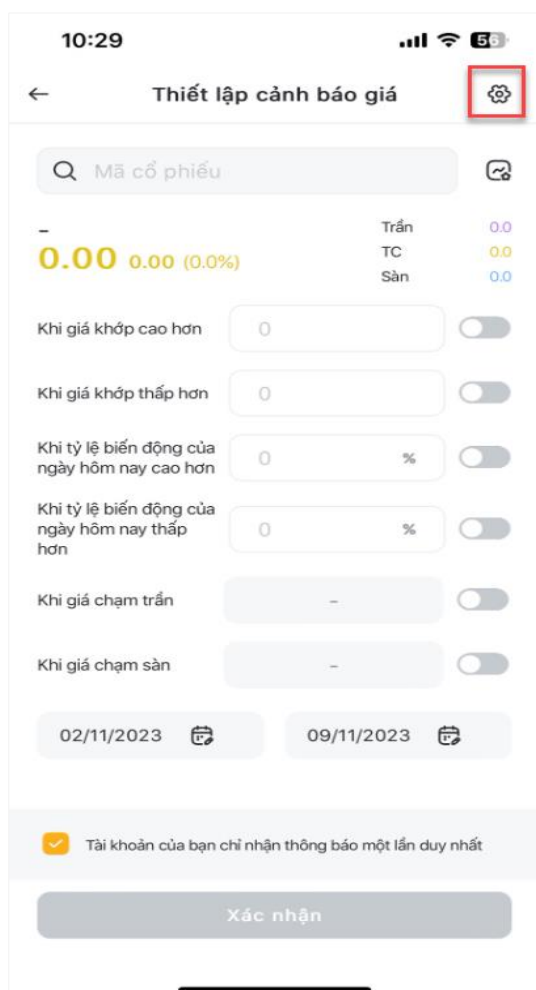 10:29
56
Thiết lập cảnh báo giá
Mã cổ phiếu
-
Trần 0.0
0.00 0.00 (0.0%)
TC 0.0
Sàn 0.0
Khi giá khớp cao hơn 0
Khi giá khớp thấp hơn 0
Khi tỷ lệ biến động của
ngày hôm nay cao hơn
0 %
Khi tỷ lệ biến động của
ngày hôm nay thấp
hơn
0 %
Khi giá chạm trần -
Khi giá chạm sàn -
02/11/2023 09/11/2023
Tài khoản của bạn chỉ nhận thông báo một lần duy nhất
Xác nhận